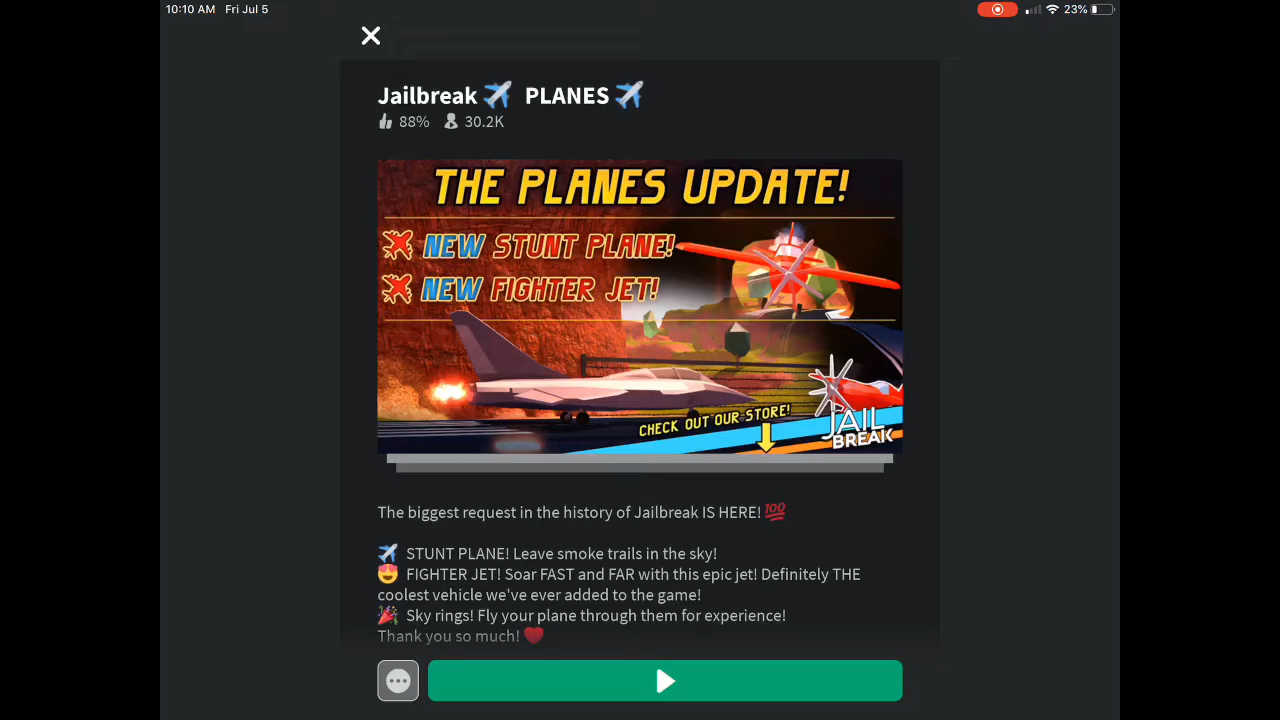 10:10 AM Fri Jul 5
23%
Jailbreak ✈️ PLANES ✈️
88% 30.2K
THE PLANES UPDATE!
NEW STUNT PLANE!
NEW FIGHTER JET!
CHECK OUT OUR STORE!
JAIL
BREAK
The biggest request in the history of Jailbreak IS HERE! 💯
✈️ STUNT PLANE! Leave smoke trails in the sky!
😍 FIGHTER JET! Soar FAST and FAR with this epic jet! Definitely THE
coolest vehicle we've ever added to the game!
🎉 Sky rings! Fly your plane through them for experience!
Thank you so much! ❤️